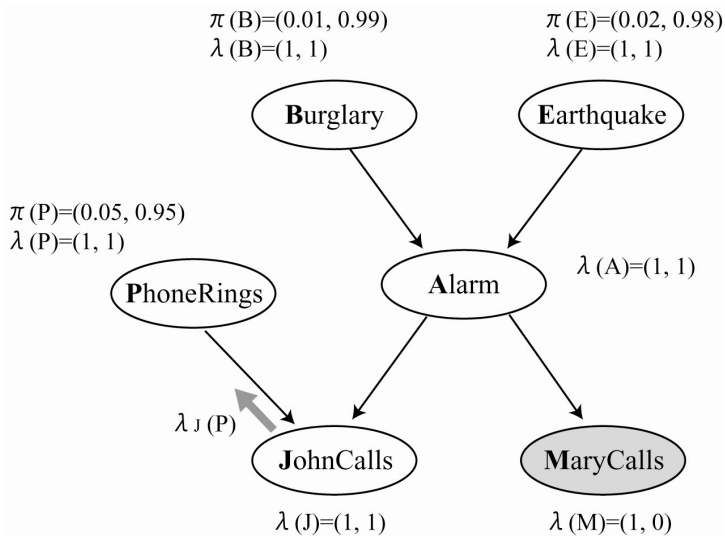 π (B)=(0.01, 0.99)
λ (B)=(1, 1)
π (E)=(0.02, 0.98)
λ (E)=(1, 1)
Burglary
Earthquake
π (P)=(0.05, 0.95)
λ (P)=(1, 1)
PhoneRings
Alarm
λ (A)=(1, 1)
λ J (P)
JohnCalls
MaryCalls
λ (J)=(1, 1)
λ (M)=(1, 0)